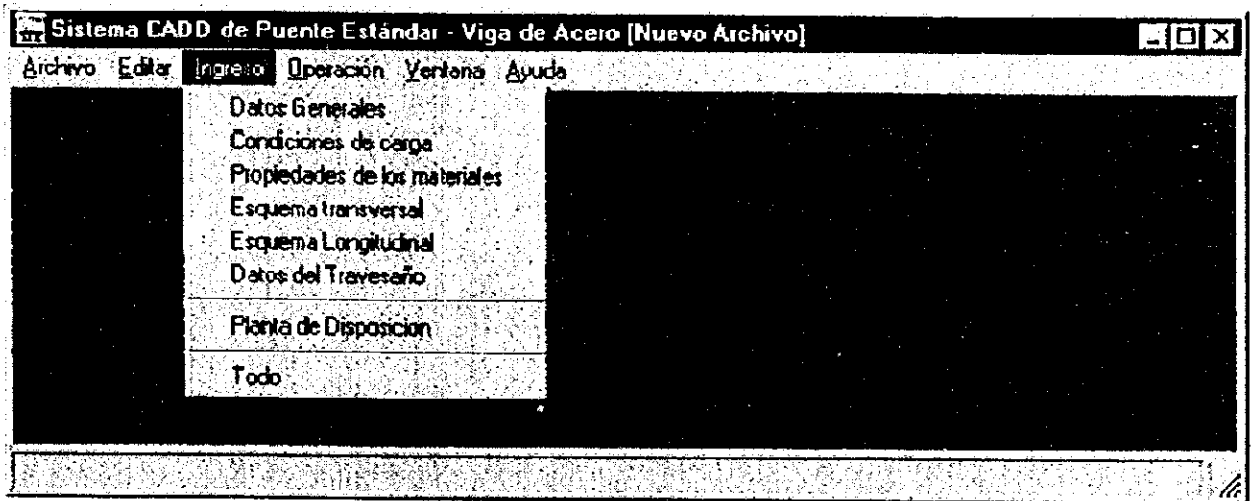 Sistema CADD de Puente Estándar - Viga de Acero [Nuevo Archivo]
Archivo Editar Ingreso Operación Ventana Ayuda
Datos Generales
Condiciones de carga
Propiedades de los materiales
Esquema transversal
Esquema Longitudinal
Datos del Travesaño
Planta de Disposicion
Todo